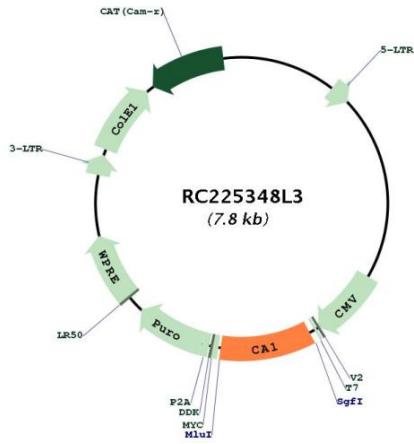 CAT(Cam-r)
5-LTR
ColE1
3-LTR
RC225348L3
(7.8 kb)
WPRE
CMV
LR50
Puro
CA1
V2
T7
SgfI
P2A
DDK
MYC
MluI